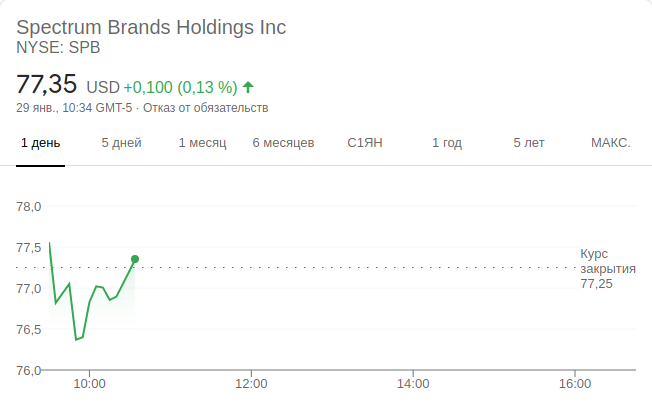 Spectrum Brands Holdings Inc
NYSE: SPB
77,35 USD +0,100 (0,13 %)
29 янв., 10:34 GMT-5 · Отказ от обязательств
1 день 5 дней 1 месяц 6 месяцев С1ЯН 1 год 5 лет МАКС.
78,0
77,5
77,0
76,5
76,0
Курс
закрытия
77,25
10:00 12:00 14:00 16:00